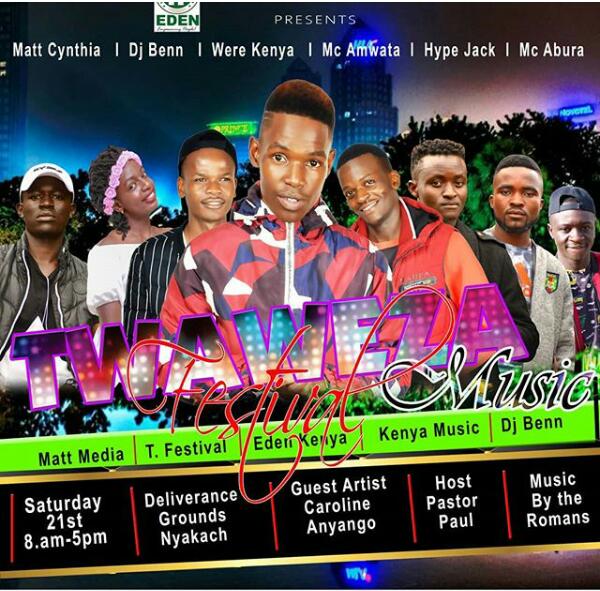 EDEN
PRESENTS
Matt Cynthia | Dj Benn | Were Kenya | Mc Amwata | Hype Jack | Mc Abura
NOVOTEL
TWAWEZA
Festival
Music
Matt Media | T. Festival | Eden Kenya | Kenya Music | Dj Benn
Saturday
21st
8.am-5pm
Deliverance
Grounds
Nyakach
Guest Artist
Caroline
Anyango
Host
Pastor
Paul
Music
By the
Romans